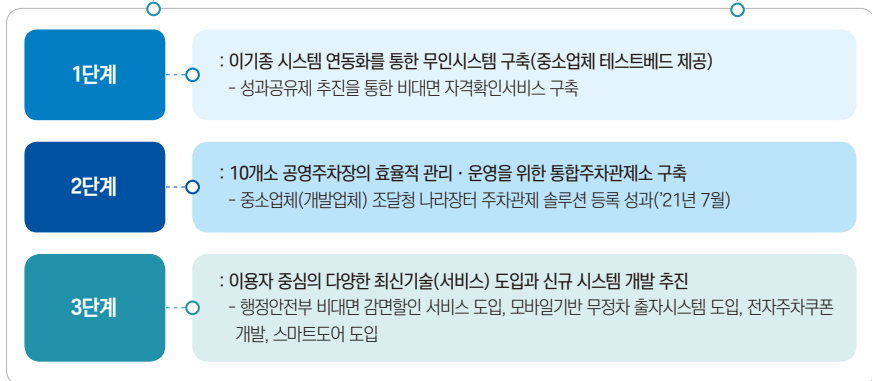 1단계
: 이기종 시스템 연동화를 통한 무인시스템 구축(중소업체 테스트베드 제공)
- 성과공유제 추진을 통한 비대면 자격확인서비스 구축
2단계
: 10개소 공영주차장의 효율적 관리 · 운영을 위한 통합주차관제소 구축
- 중소업체(개발업체) 조달청 나라장터 주차관제 솔루션 등록 성과(’21년 7월)
3단계
: 이용자 중심의 다양한 최신기술(서비스) 도입과 신규 시스템 개발 추진
- 행정안전부 비대면 감면할인 서비스 도입, 모바일기반 무정차 출자시스템 도입, 전자주차쿠폰
개발, 스마트도어 도입